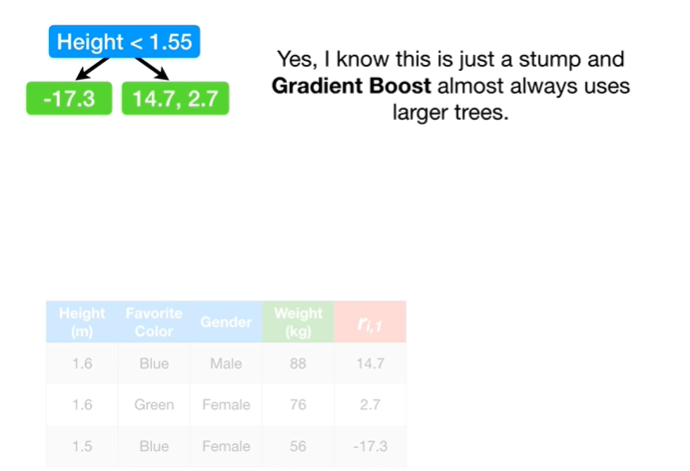 Height < 1.55
-17.3
14.7, 2.7
Yes, I know this is just a stump and
Gradient Boost almost always uses
larger trees.
Height (m) Favorite Color Gender Weight (kg) ri,1
1.6 Blue Male 88 14.7
1.6 Green Female 76 2.7
1.5 Blue Female 56 -17.3